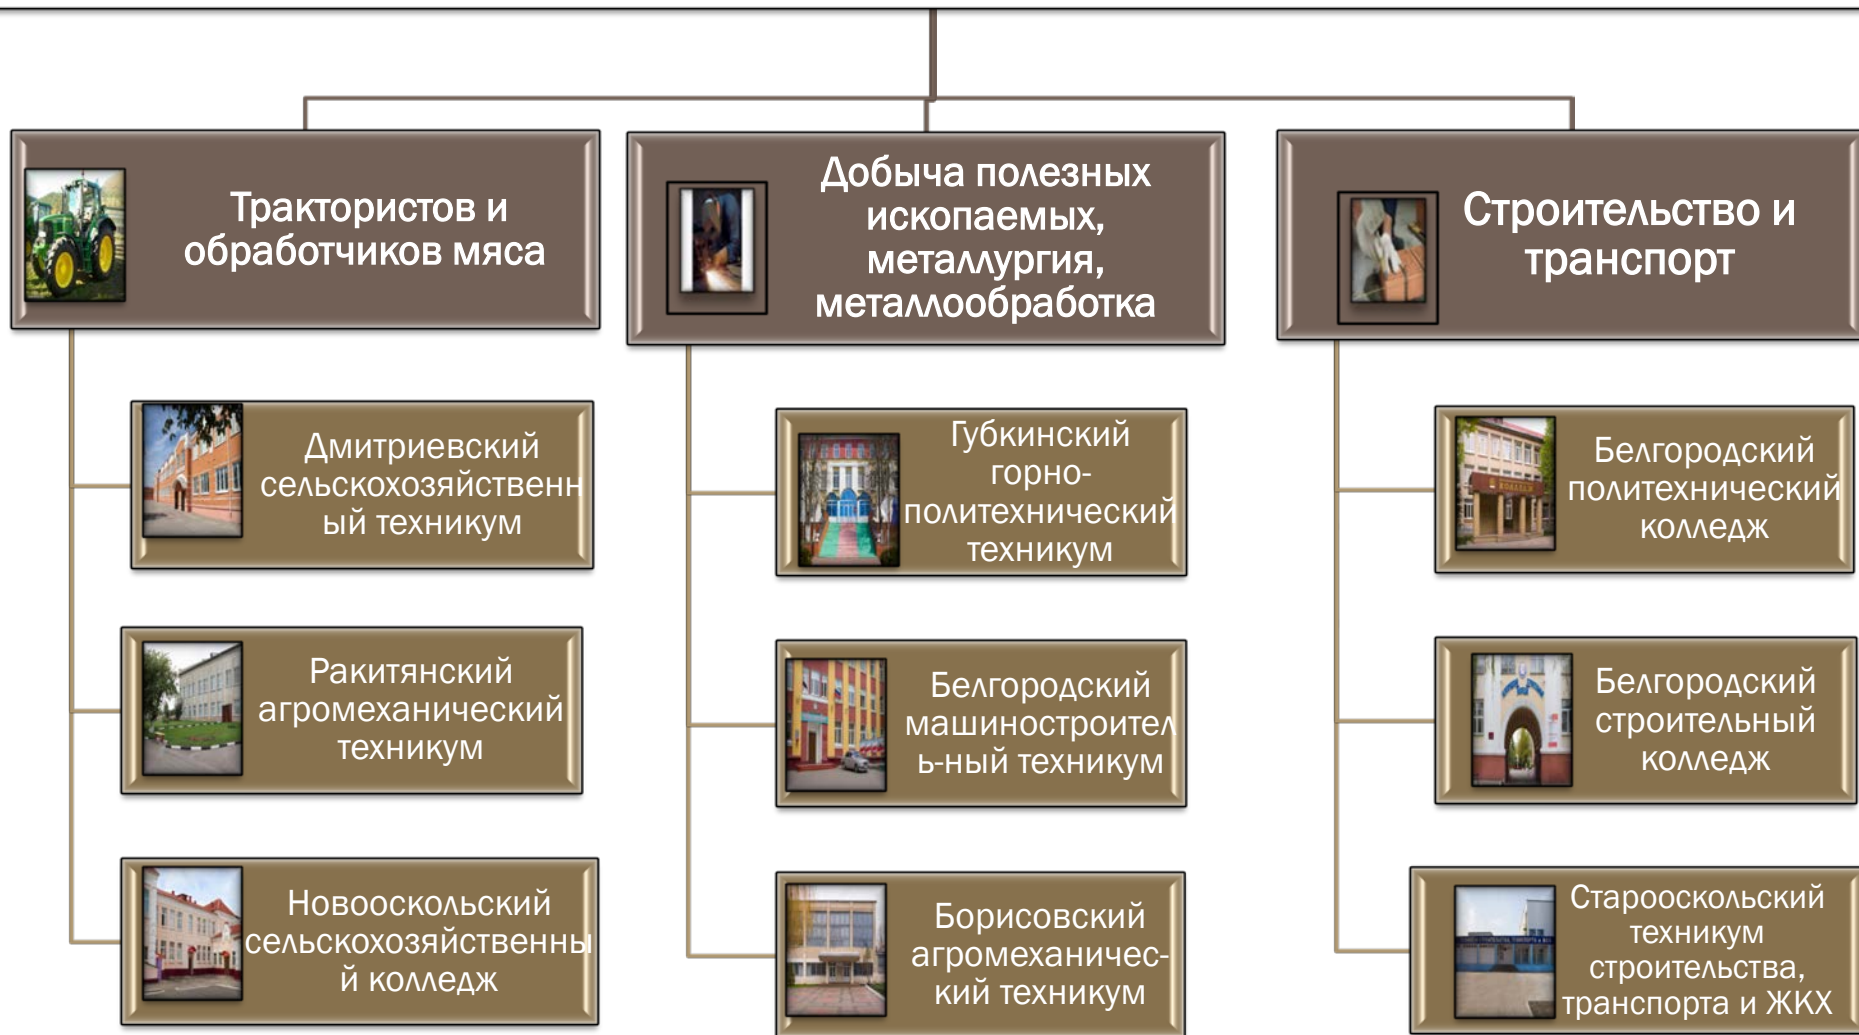 Трактористов и
обработчиков мяса
Дмитриевский
сельскохозяйственн
ый техникум
Ракитянский
агромеханический
техникум
Новооскольский
сельскохозяйственны
й колледж
Добыча полезных
ископаемых,
металлургия,
металлообработка
Губкинский
горно-
политехнический
техникум
Белгородский
машиностроител
ь-ный техникум
Борисовский
агромеханичес-
кий техникум
Строительство и
транспорт
Белгородский
политехнический
колледж
Белгородский
строительный
колледж
Старооскольский
техникум
строительства,
транспорта и ЖКХ